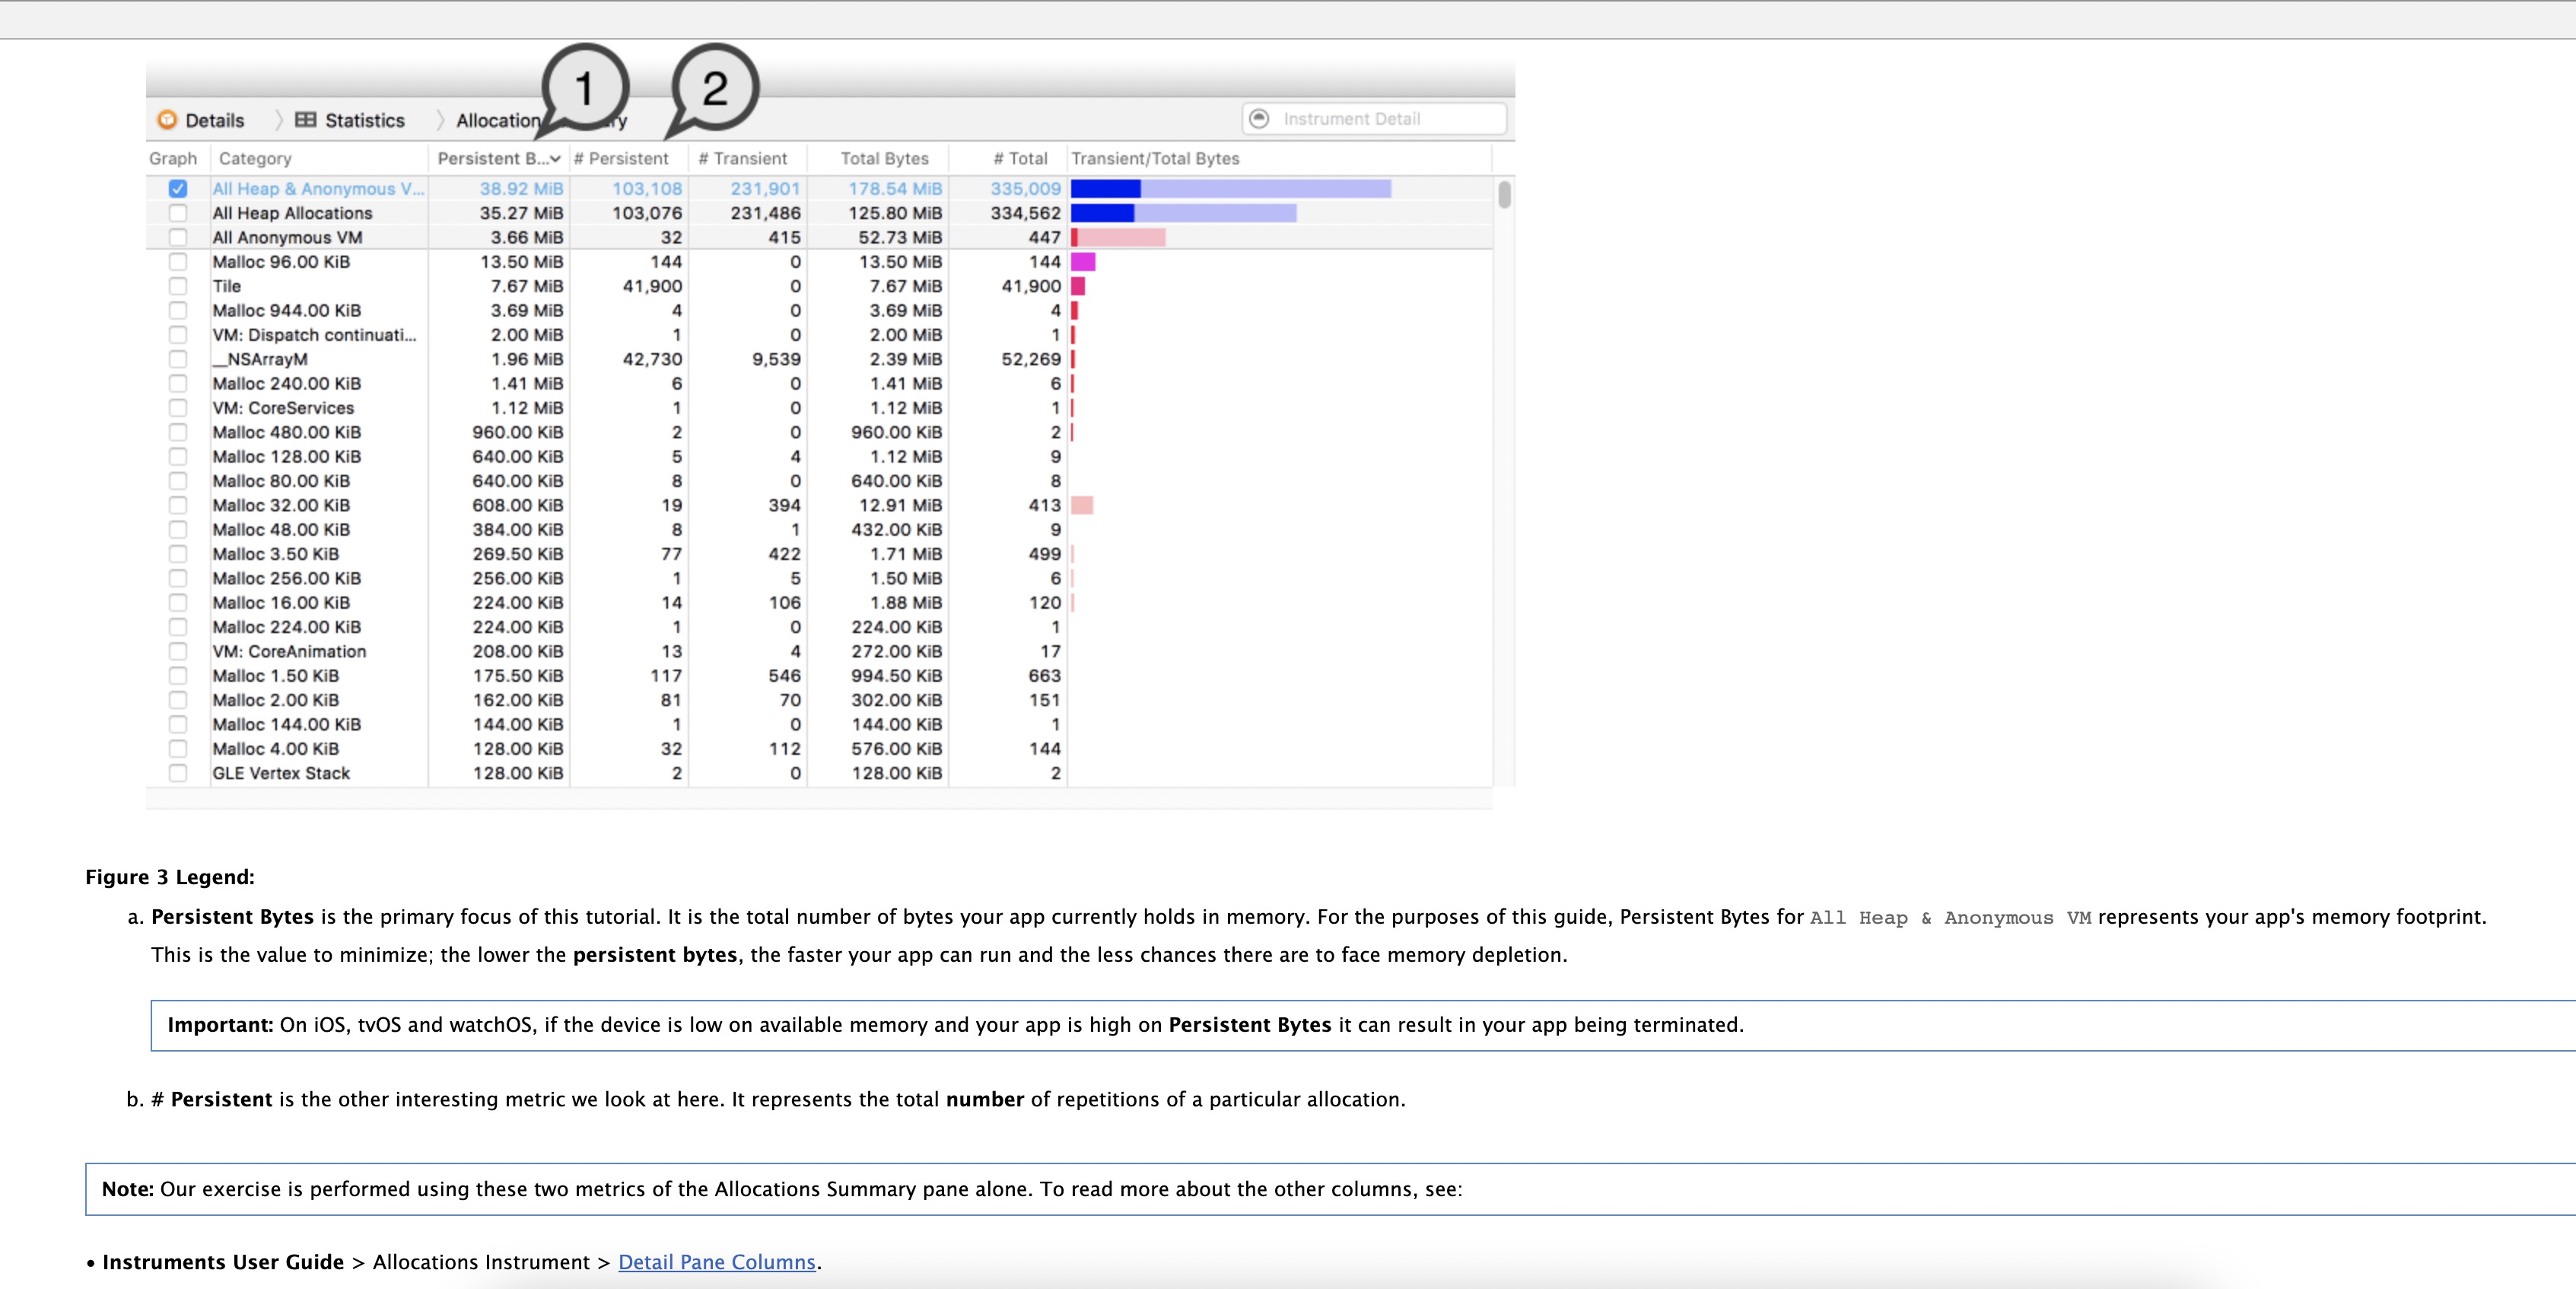 1 2
Details Statistics Allocation ry Instrument Detail
Graph Category Persistent B... # Persistent # Transient Total Bytes # Total Transient/Total Bytes
All Heap & Anonymous V... 38.92 MiB 103,108 231,901 178.54 MiB 335,009
All Heap Allocations 35.27 MiB 103,076 231,486 125.80 MiB 334,562
All Anonymous VM 3.66 MiB 32 415 52.73 MiB 447
Malloc 96.00 KiB 13.50 MiB 144 0 13.50 MiB 144
Tile 7.67 MiB 41,900 0 7.67 MiB 41,900
Malloc 944.00 KiB 3.69 MiB 4 0 3.69 MiB 4
VM: Dispatch continuati... 2.00 MiB 1 0 2.00 MiB 1
__NSArrayM 1.96 MiB 42,730 9,539 2.39 MiB 52,269
Malloc 240.00 KiB 1.41 MiB 6 0 1.41 MiB 6
VM: CoreServices 1.12 MiB 1 0 1.12 MiB 1
Malloc 480.00 KiB 960.00 KiB 2 0 960.00 KiB 2
Malloc 128.00 KiB 640.00 KiB 5 4 1.12 MiB 9
Malloc 80.00 KiB 640.00 KiB 8 0 640.00 KiB 8
Malloc 32.00 KiB 608.00 KiB 19 394 12.91 MiB 413
Malloc 48.00 KiB 384.00 KiB 8 1 432.00 KiB 9
Malloc 3.50 KiB 269.50 KiB 77 422 1.71 MiB 499
Malloc 256.00 KiB 256.00 KiB 1 5 1.50 MiB 6
Malloc 16.00 KiB 224.00 KiB 14 106 1.88 MiB 120
Malloc 224.00 KiB 224.00 KiB 1 0 224.00 KiB 1
VM: CoreAnimation 208.00 KiB 13 4 272.00 KiB 17
Malloc 1.50 KiB 175.50 KiB 117 546 994.50 KiB 663
Malloc 2.00 KiB 162.00 KiB 81 70 302.00 KiB 151
Malloc 144.00 KiB 144.00 KiB 1 0 144.00 KiB 1
Malloc 4.00 KiB 128.00 KiB 32 112 576.00 KiB 144
GLE Vertex Stack 128.00 KiB 2 0 128.00 KiB 2
Figure 3 Legend:
a. Persistent Bytes is the primary focus of this tutorial. It is the total number of bytes your app currently holds in memory. For the purposes of this guide, Persistent Bytes for All Heap & Anonymous VM represents your app's memory footprint.
This is the value to minimize; the lower the persistent bytes, the faster your app can run and the less chances there are to face memory depletion.
Important: On iOS, tvOS and watchOS, if the device is low on available memory and your app is high on Persistent Bytes it can result in your app being terminated.
b. # Persistent is the other interesting metric we look at here. It represents the total number of repetitions of a particular allocation.
Note: Our exercise is performed using these two metrics of the Allocations Summary pane alone. To read more about the other columns, see:
• Instruments User Guide > Allocations Instrument > Detail Pane Columns.